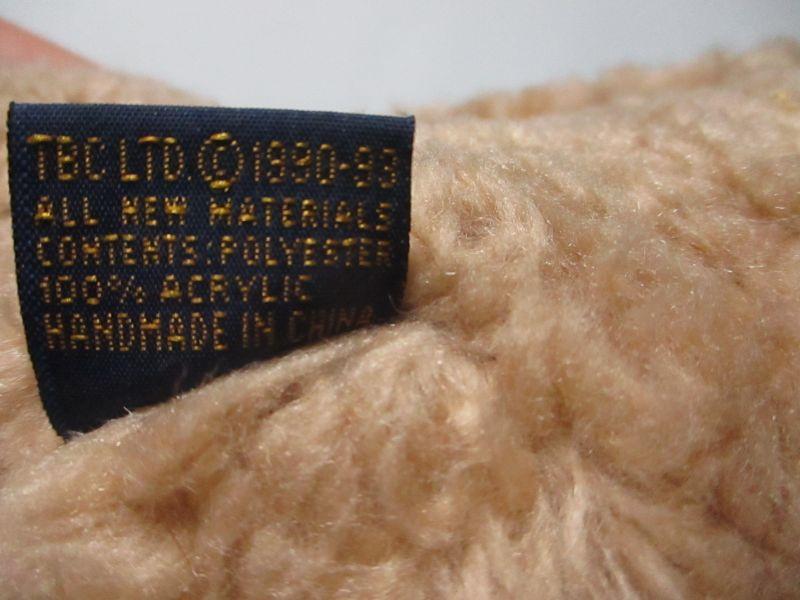 TBC LTD. © 1990-93
ALL NEW MATERIALS
CONTENTS: POLYESTER
100% ACRYLIC
HANDMADE IN CHINA